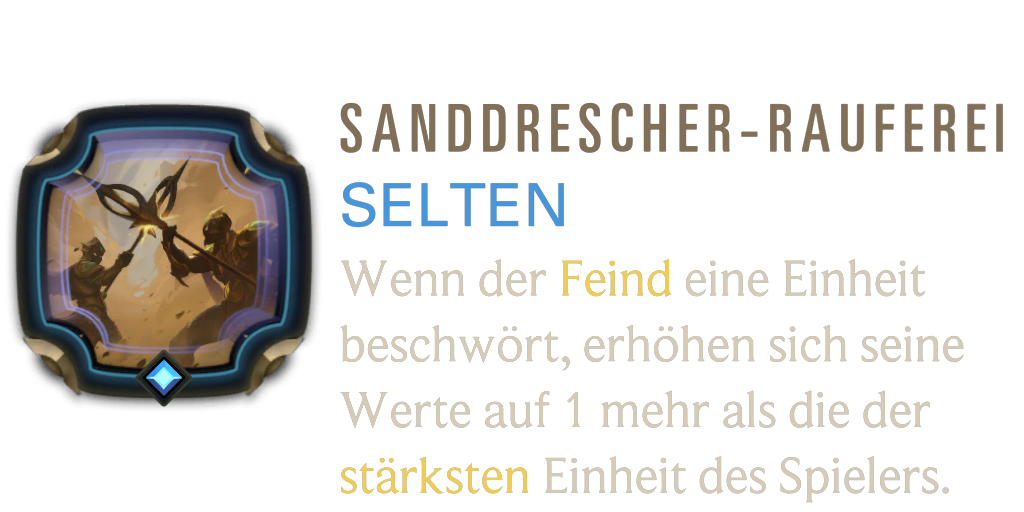 SANDDRESCHER-RAUFEREI
SELTEN
Wenn der Feind eine Einheit
beschwört, erhöhen sich seine
Werte auf 1 mehr als die der
stärksten Einheit des Spielers.